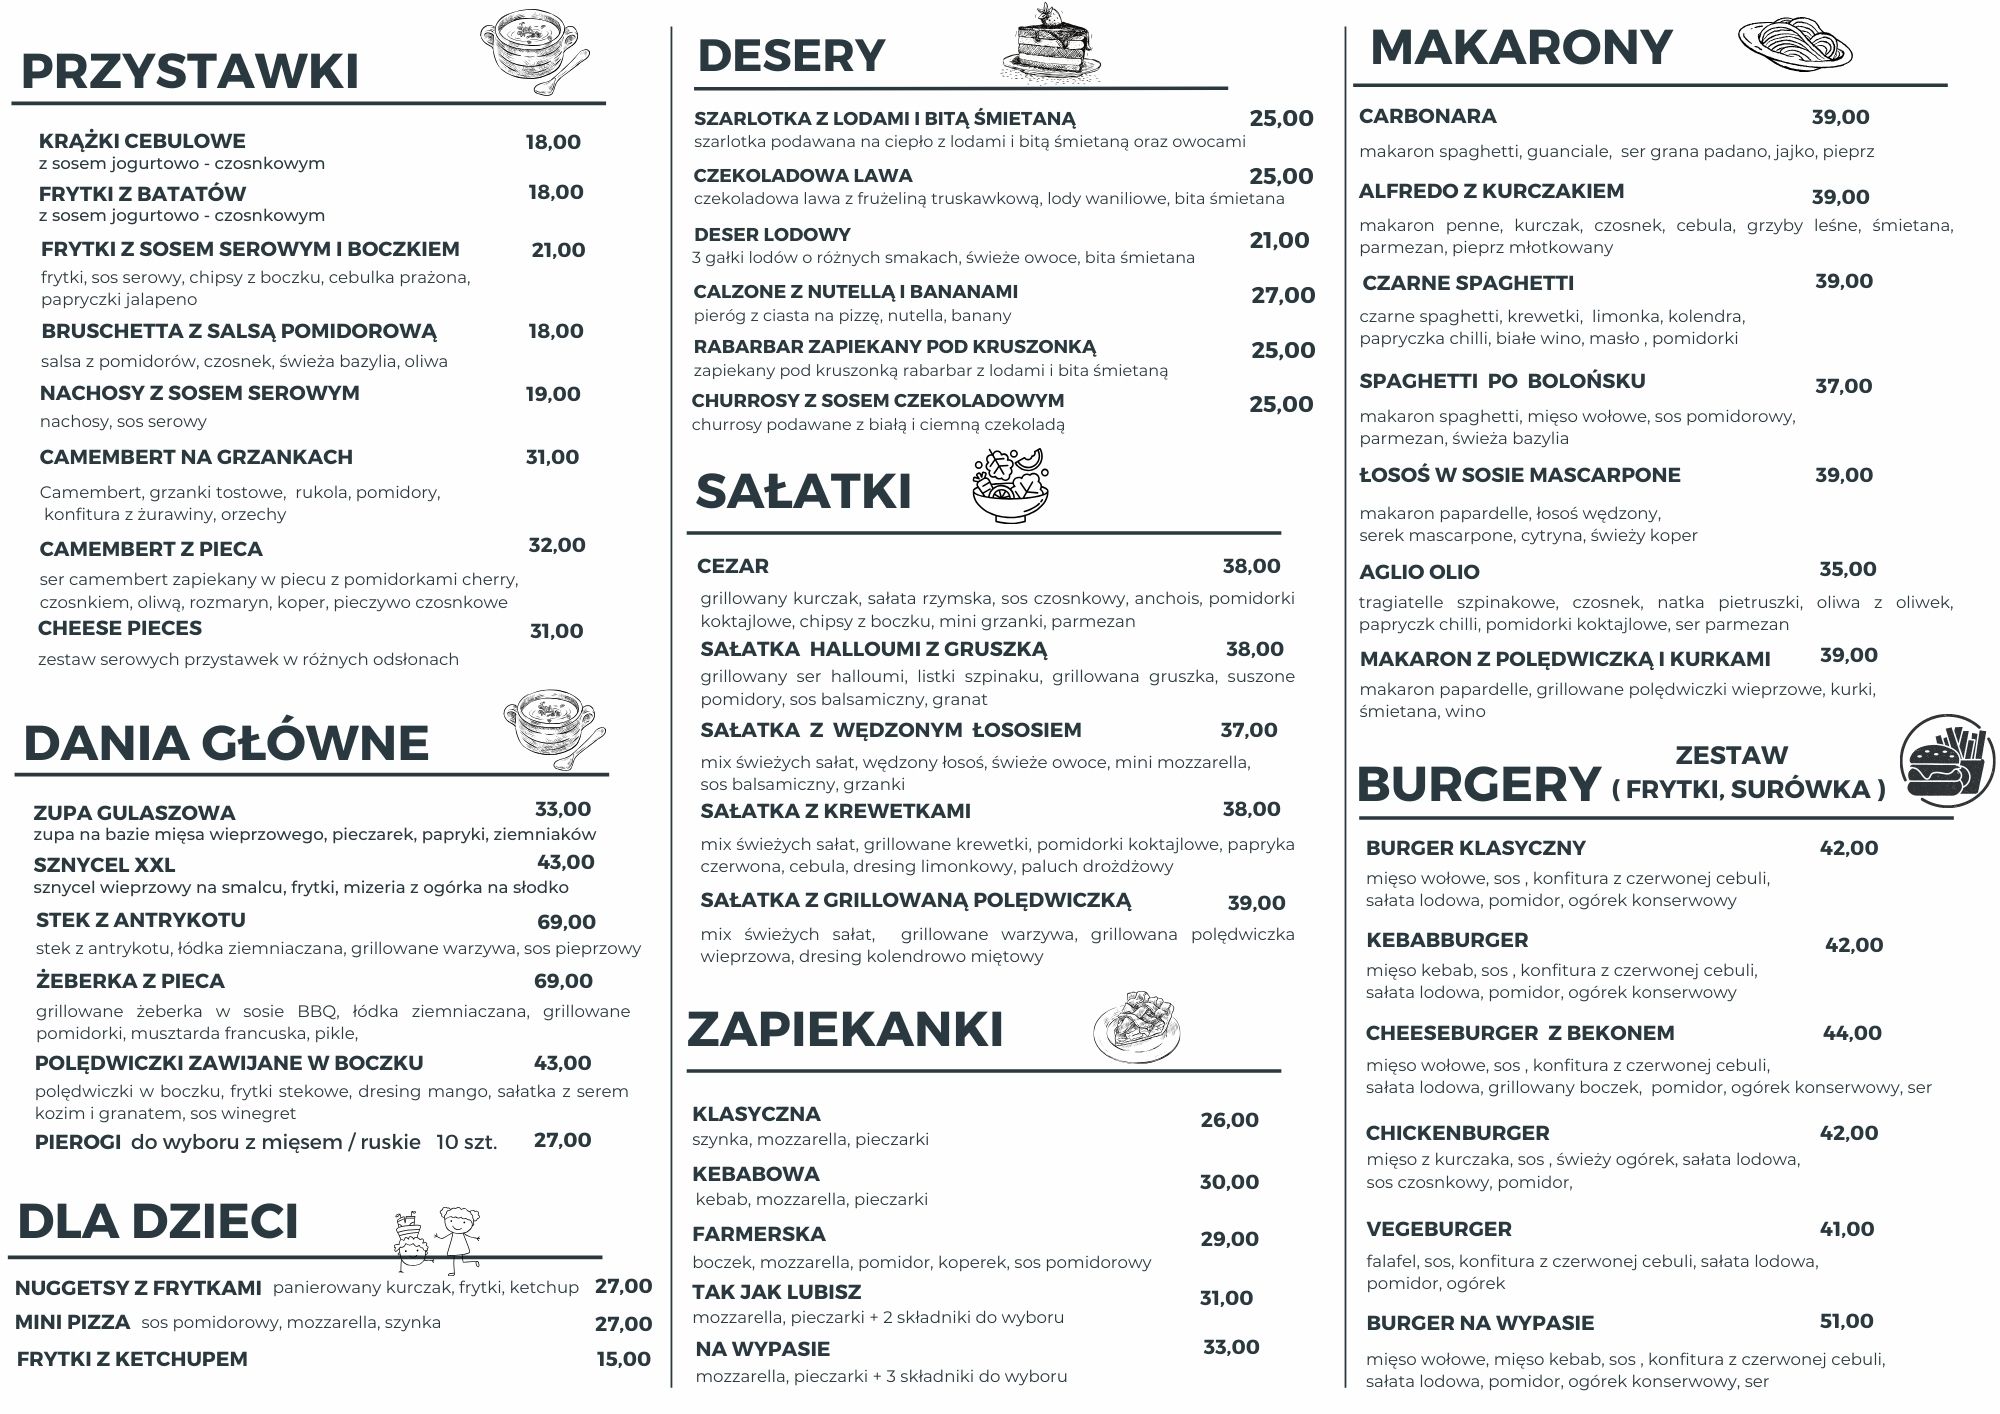 PRZYSTAWKI
KRĄŻKI CEBULOWE 18,00
z sosem jogurtowo - czosnkowym
FRYTKI Z BATATÓW 18,00
z sosem jogurtowo - czosnkowym
FRYTKI Z SOSEM SEROWYM I BOCZKIEM 21,00
frytki, sos serowy, chipsy z boczku, cebulka prażona,
papryczki jalapeno
BRUSCHETTA Z SALSĄ POMIDOROWĄ 18,00
salsa z pomidorów, czosnek, świeża bazylia, oliwa
NACHOSY Z SOSEM SEROWYM 19,00
nachosy, sos serowy
CAMEMBERT NA GRZANKACH 31,00
Camembert, grzanki tostowe, rukola, pomidory,
konfitura z żurawiny, orzechy
CAMEMBERT Z PIECA 32,00
ser camembert zapiekany w piecu z pomidorkami cherry,
czosnkiem, oliwą, rozmaryn, koper, pieczywo czosnkowe
CHEESE PIECES 31,00
zestaw serowych przystawek w różnych odsłonach
DANIA GŁÓWNE
ZUPA GULASZOWA 33,00
zupa na bazie mięsa wieprzowego, pieczarek, papryki, ziemniaków
SZNYCEL XXL 43,00
sznycel wieprzowy na smalcu, frytki, mizeria z ogórka na słodko
STEK Z ANTRYKOTU 69,00
stek z antrykotu, łódka ziemniaczana, grillowane warzywa, sos pieprzowy
ŻEBERKA Z PIECA 69,00
grillowane żeberka w sosie BBQ, łódka ziemniaczana, grillowane
pomidorki, musztarda francuska, pikle,
POLĘDWICZKI ZAWIJANE W BOCZKU 43,00
polędwiczki w boczku, frytki stekowe, dresing mango, sałatka z serem
kozim i granatem, sos winegret
PIEROGI do wyboru z mięsem / ruskie 10 szt. 27,00
DLA DZIECI
NUGGETSY Z FRYTKAMI panierowany kurczak, frytki, ketchup 27,00
MINI PIZZA sos pomidorowy, mozzarella, szynka 27,00
FRYTKI Z KETCHUPEM 15,00
DESERY
SZARLOTKA Z LODAMI I BITĄ ŚMIETANĄ 25,00
szarlotka podawana na ciepło z lodami i bitą śmietaną oraz owocami
CZEKOLADOWA LAWA 25,00
czekoladowa lawa z frużeliną truskawkową, lody waniliowe, bita śmietana
DESER LODOWY 21,00
3 gałki lodów o różnych smakach, świeże owoce, bita śmietana
CALZONE Z NUTELLĄ I BANANAMI 27,00
pieróg z ciasta na pizzę, nutella, banany
RABARBAR ZAPIEKANY POD KRUSZONKĄ 25,00
zapiekany pod kruszonką rabarbar z lodami i bita śmietaną
CHURROSY Z SOSEM CZEKOLADOWYM 25,00
churrosy podawane z białą i ciemną czekoladą
SAŁATKI
CEZAR 38,00
grillowany kurczak, sałata rzymska, sos czosnkowy, anchois, pomidorki
koktajlowe, chipsy z boczku, mini grzanki, parmezan
SAŁATKA HALLOUMI Z GRUSZKĄ 38,00
grillowany ser halloumi, listki szpinaku, grillowana gruszka, suszone
pomidory, sos balsamiczny, granat
SAŁATKA Z WĘDZONYM ŁOSOSIEM 37,00
mix świeżych sałat, wędzony łosoś, świeże owoce, mini mozzarella,
sos balsamiczny, grzanki
SAŁATKA Z KREWETKAMI 38,00
mix świeżych sałat, grillowane krewetki, pomidorki koktajlowe, papryka
czerwona, cebula, dresing limonkowy, paluch drożdżowy
SAŁATKA Z GRILLOWANĄ POLĘDWICZKĄ 39,00
mix świeżych sałat, grillowane warzywa, grillowana polędwiczka
wieprzowa, dresing kolendrowo miętowy
ZAPIEKANKI
KLASYCZNA 26,00
szynka, mozzarella, pieczarki
KEBABOWA 30,00
kebab, mozzarella, pieczarki
FARMERSKA 29,00
boczek, mozzarella, pomidor, koperek, sos pomidorowy
TAK JAK LUBISZ 31,00
mozzarella, pieczarki + 2 składniki do wyboru
NA WYPASIE 33,00
mozzarella, pieczarki + 3 składniki do wyboru
MAKARONY
CARBONARA 39,00
makaron spaghetti, guanciale, ser grana padano, jajko, pieprz
ALFREDO Z KURCZAKIEM 39,00
makaron penne, kurczak, czosnek, cebula, grzyby leśne, śmietana,
parmezan, pieprz młotkowany
CZARNE SPAGHETTI 39,00
czarne spaghetti, krewetki, limonka, kolendra,
papryczka chilli, białe wino, masło , pomidorki
SPAGHETTI PO BOLOŃSKU 37,00
makaron spaghetti, mięso wołowe, sos pomidorowy,
parmezan, świeża bazylia
ŁOSOŚ W SOSIE MASCARPONE 39,00
makaron papardelle, łosoś wędzony,
serek mascarpone, cytryna, świeży koper
AGLIO OLIO 35,00
tragiatelle szpinakowe, czosnek, natka pietruszki, oliwa z oliwek,
papryczk chilli, pomidorki koktajlowe, ser parmezan
MAKARON Z POLĘDWICZKĄ I KURKAMI 39,00
makaron papardelle, grillowane polędwiczki wieprzowe, kurki,
śmietana, wino
BURGERY ZESTAW
( FRYTKI, SURÓWKA )
BURGER KLASYCZNY 42,00
mięso wołowe, sos , konfitura z czerwonej cebuli,
sałata lodowa, pomidor, ogórek konserwowy
KEBABBURGER 42,00
mięso kebab, sos , konfitura z czerwonej cebuli,
sałata lodowa, pomidor, ogórek konserwowy
CHEESEBURGER Z BEKONEM 44,00
mięso wołowe, sos , konfitura z czerwonej cebuli,
sałata lodowa, grillowany boczek, pomidor, ogórek konserwowy, ser
CHICKENBURGER 42,00
mięso z kurczaka, sos , świeży ogórek, sałata lodowa,
sos czosnkowy, pomidor,
VEGEBURGER 41,00
falafel, sos, konfitura z czerwonej cebuli, sałata lodowa,
pomidor, ogórek
BURGER NA WYPASIE 51,00
mięso wołowe, mięso kebab, sos , konfitura z czerwonej cebuli,
sałata lodowa, pomidor, ogórek konserwowy, ser